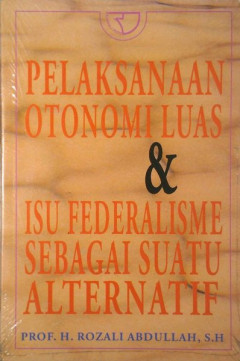 PELAKSANAAN
OTONOMI LUAS
&
ISU FEDERALISME
SEBAGAI SUATU
ALTERNATIF
PROF. H. ROZALI ABDULLAH, S.H